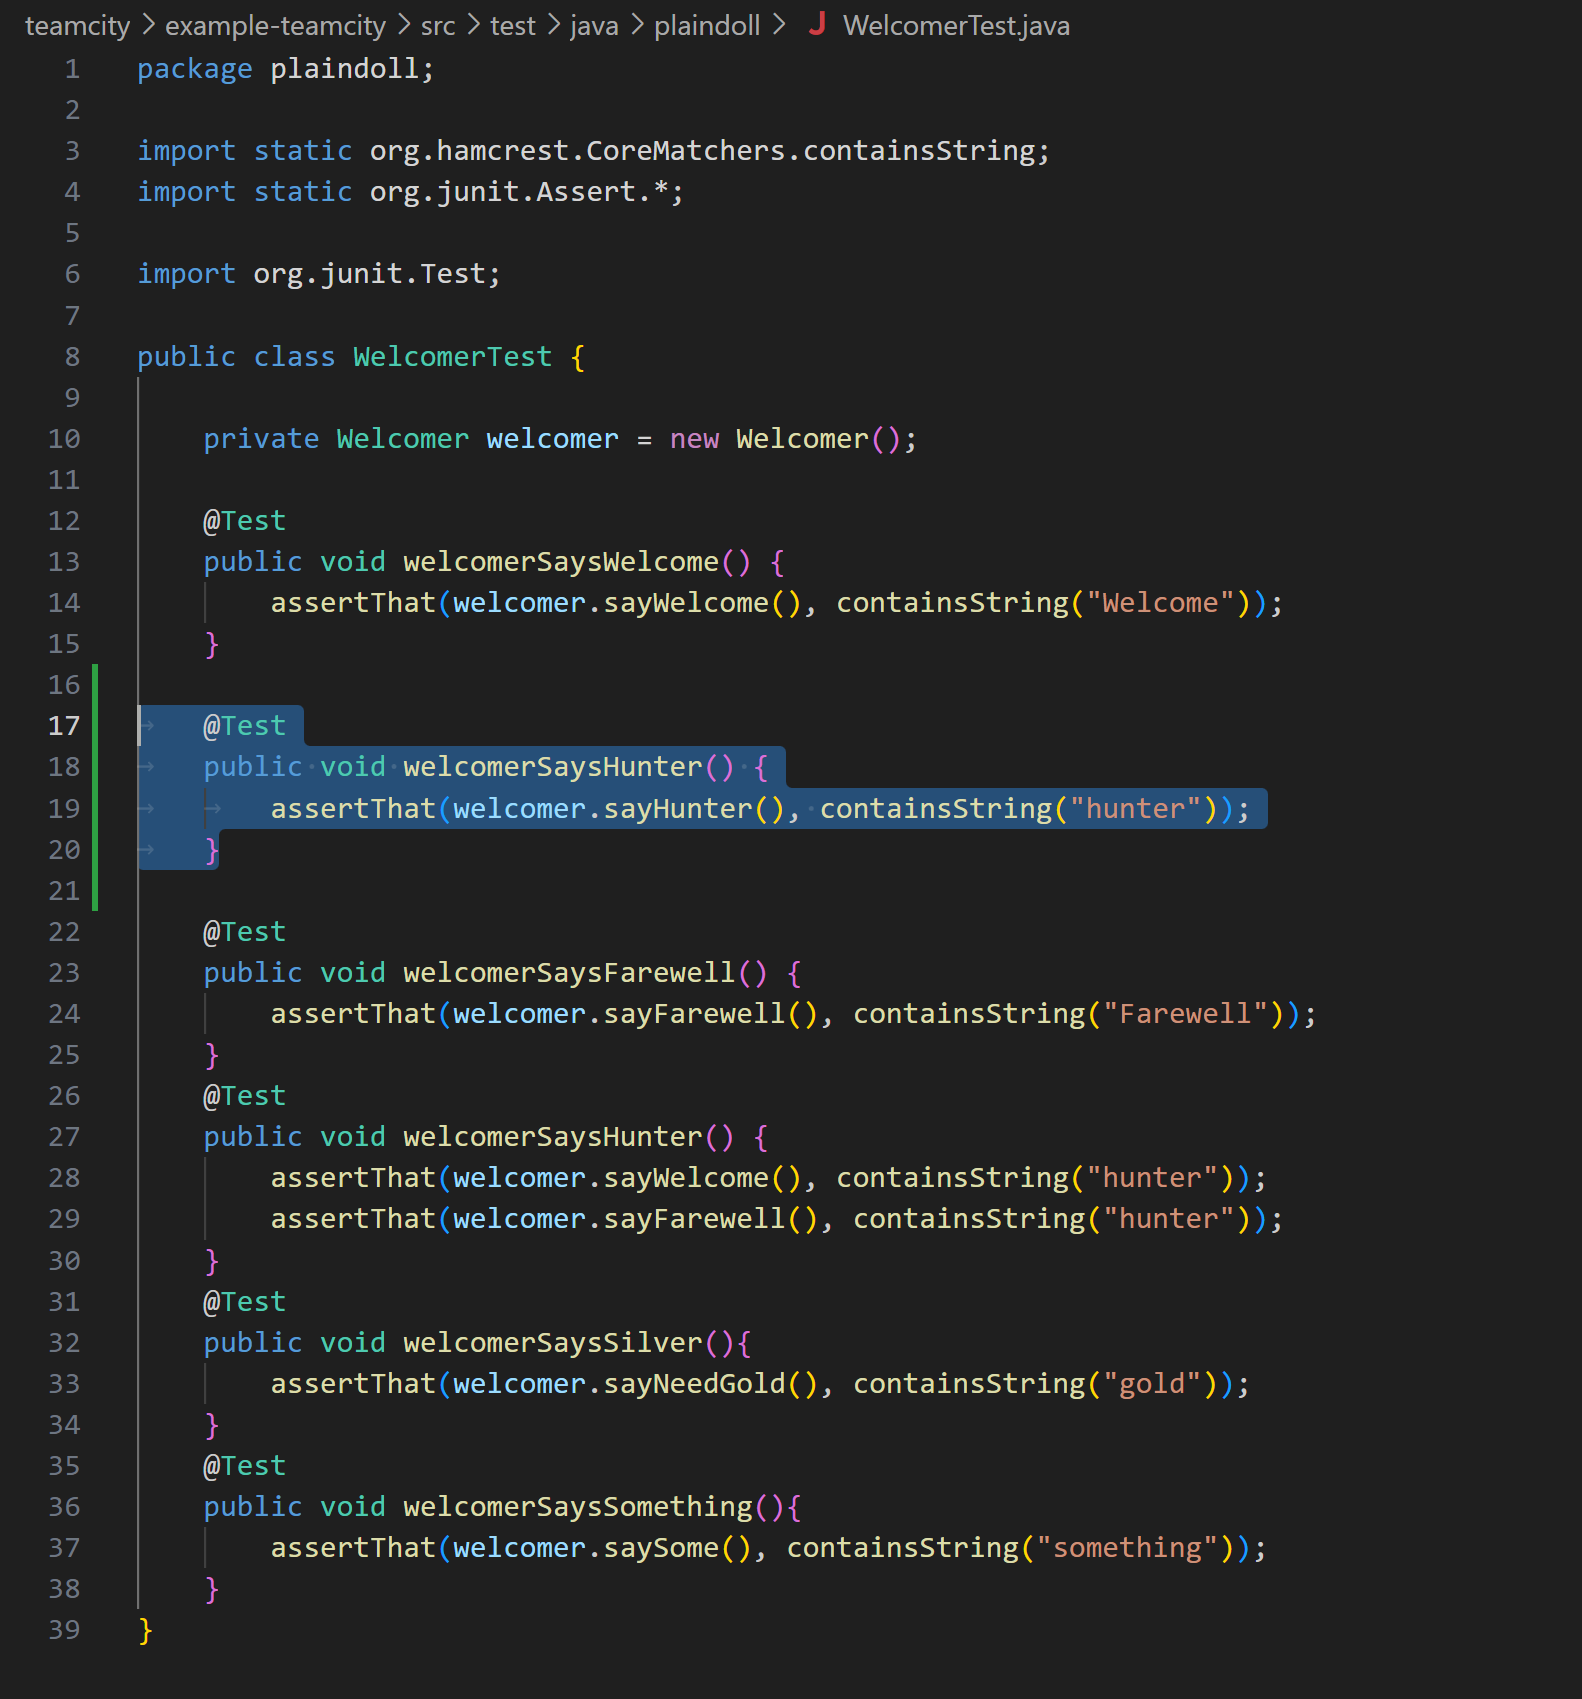 teamcity > example-teamcity > src > test > java > plaindoll > J WelcomerTest.java
1 package plaindoll;
2
3 import static org.hamcrest.CoreMatchers.containsString;
4 import static org.junit.Assert.*;
5
6 import org.junit.Test;
7
8 public class WelcomerTest {
9
10     private Welcomer welcomer = new Welcomer();
11
12     @Test
13     public void welcomerSaysWelcome() {
14         assertThat(welcomer.sayWelcome(), containsString("Welcome"));
15     }
16
17     @Test
18     public void welcomerSaysHunter() {
19         assertThat(welcomer.sayHunter(), containsString("hunter"));
20     }
21
22     @Test
23     public void welcomerSaysFarewell() {
24         assertThat(welcomer.sayFarewell(), containsString("Farewell"));
25     }
26     @Test
27     public void welcomerSaysHunter() {
28         assertThat(welcomer.sayWelcome(), containsString("hunter"));
29         assertThat(welcomer.sayFarewell(), containsString("hunter"));
30     }
31     @Test
32     public void welcomerSaysSilver(){
33         assertThat(welcomer.sayNeedGold(), containsString("gold"));
34     }
35     @Test
36     public void welcomerSaysSomething(){
37         assertThat(welcomer.saySome(), containsString("something"));
38     }
39 }